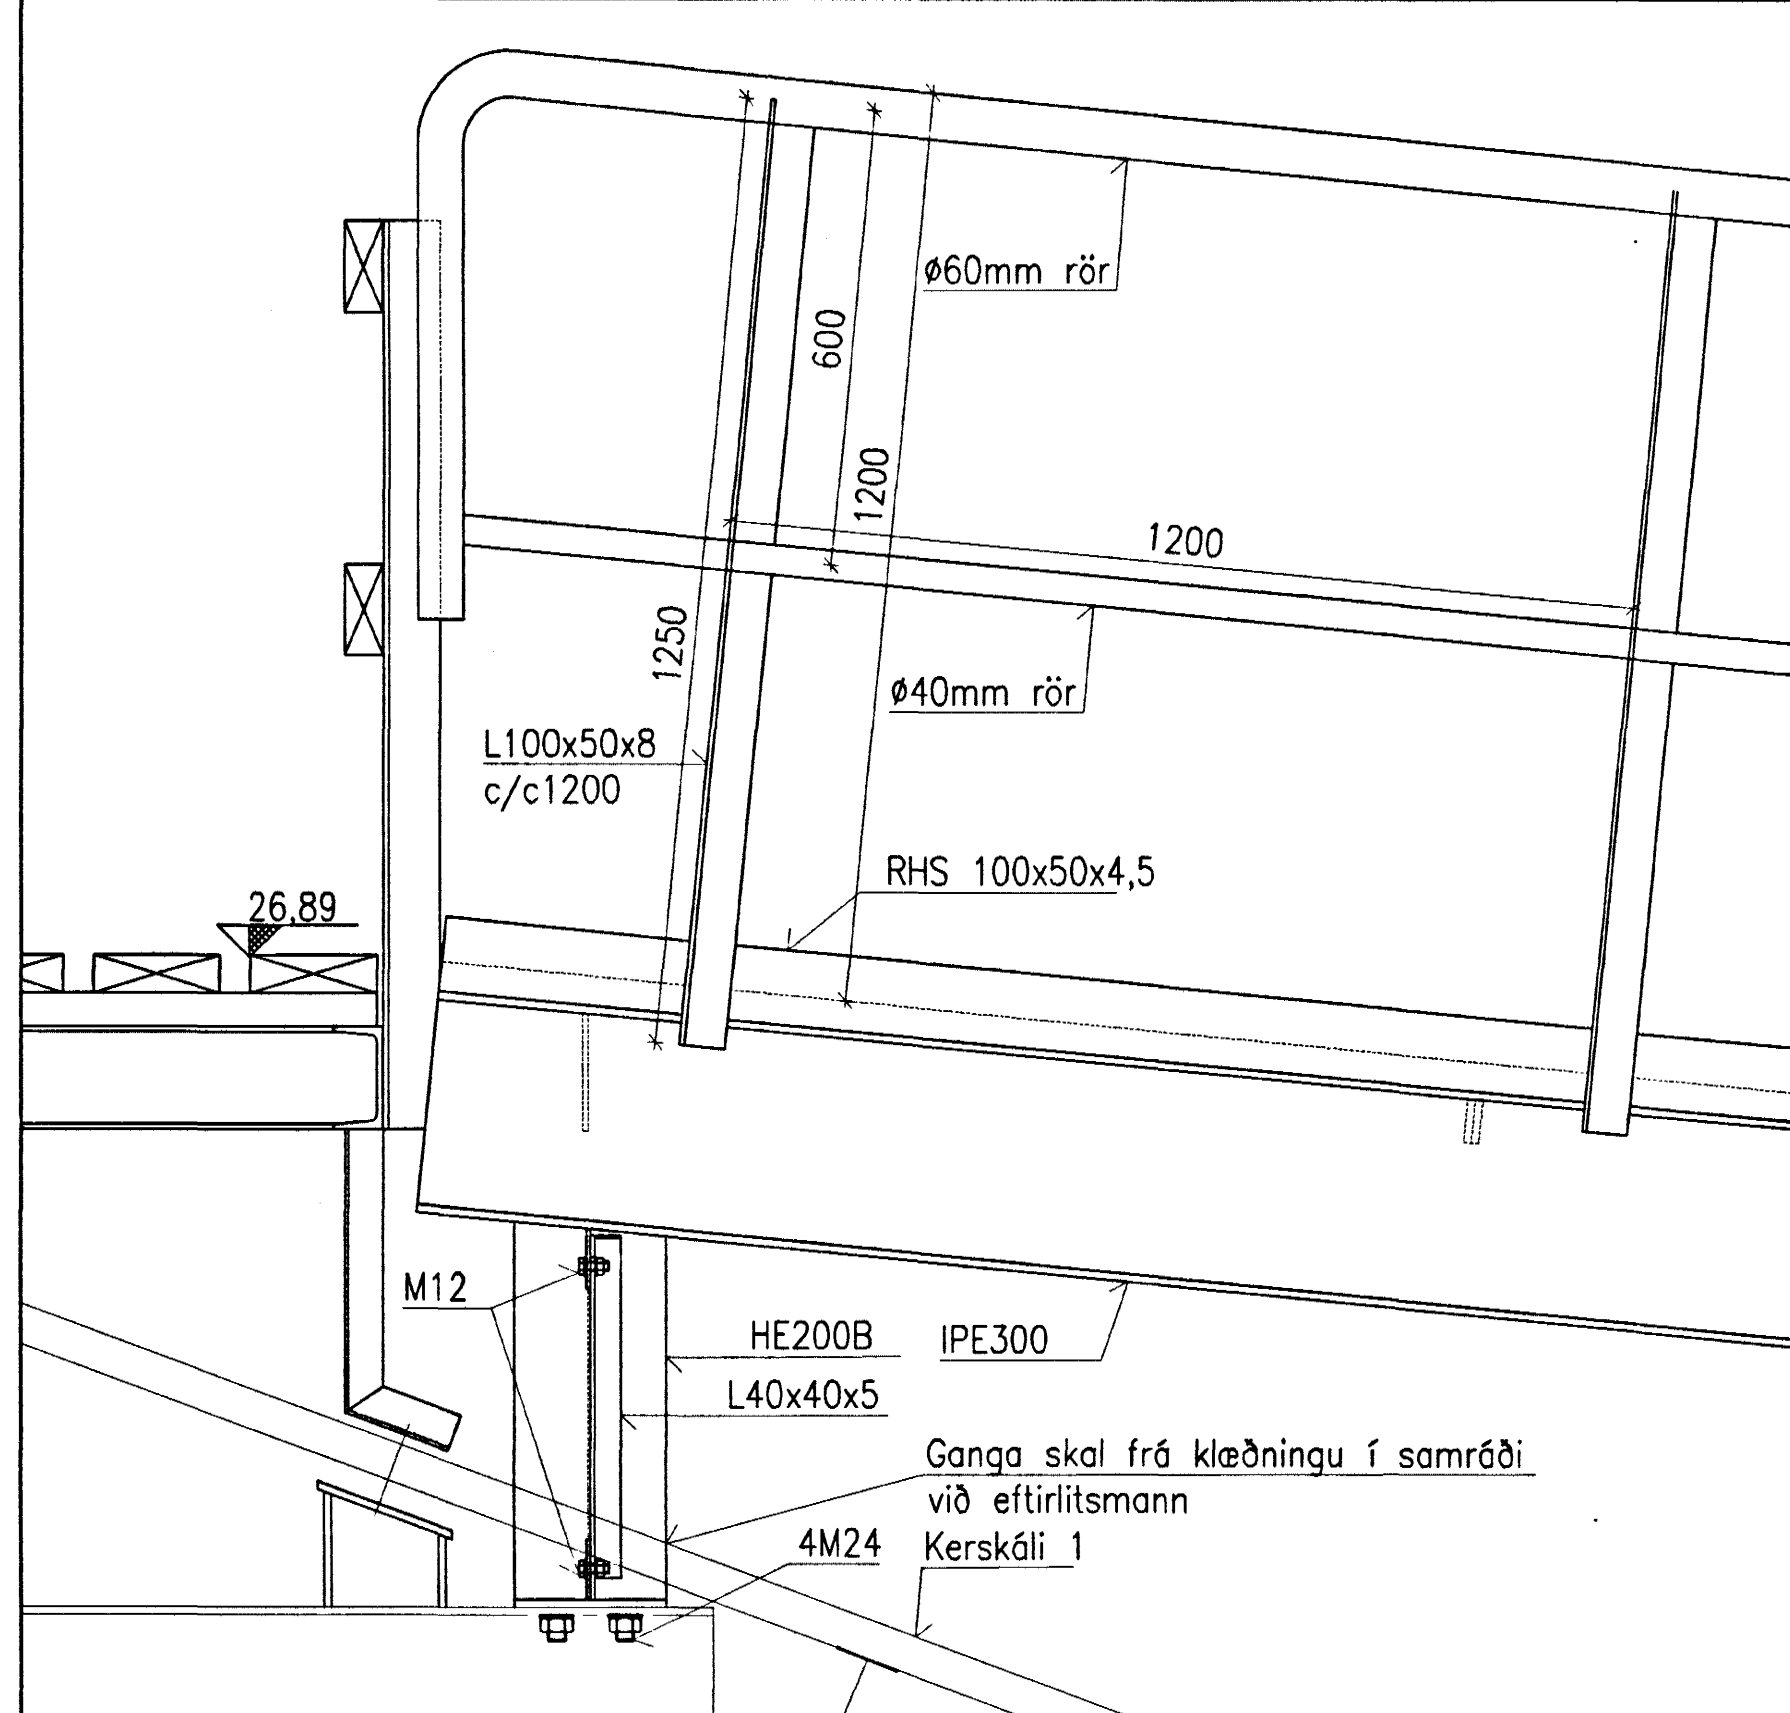 ø60mm rör
600
1200
1200
1250
ø40mm rör
L100x50x8
c/c1200
RHS 100x50x4,5
26,89
M12
HE200B
IPE300
L40x40x5
Ganga skal frá klæðningu í samráði
við eftirlitsmann
4M24
Kerskáli 1